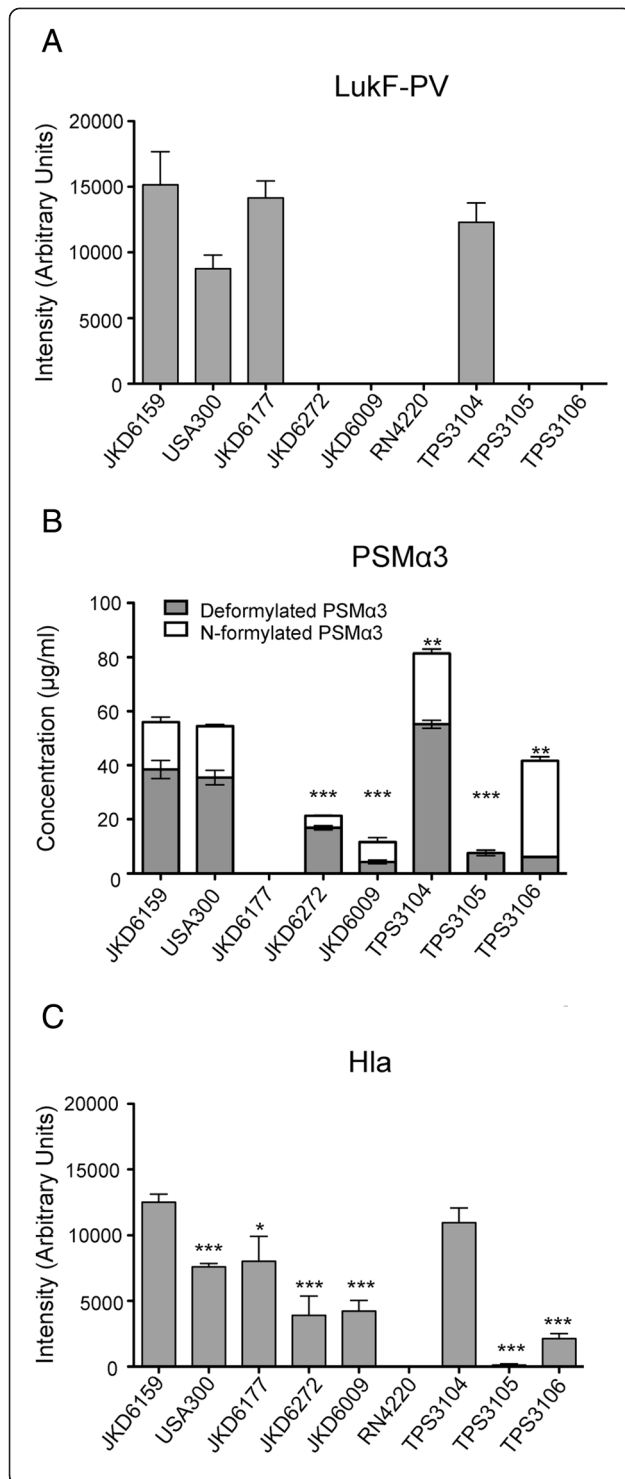 A
LukF-PV
Intensity (Arbitrary Units)
20000
15000
10000
5000
0
JKD6159
USA300
JKD6177
JKD6272
JKD6009
RN4220
TPS3104
TPS3105
TPS3106
B
PSMα3
Deformylated PSMα3
N-formylated PSMα3
Concentration (μg/ml)
100
80
60
40
20
0
***
***
**
***
**
JKD6159
USA300
JKD6177
JKD6272
JKD6009
TPS3104
TPS3105
TPS3106
C
Hla
Intensity (Arbitrary Units)
20000
15000
10000
5000
0
***
*
***
***
***
***
JKD6159
USA300
JKD6177
JKD6272
JKD6009
RN4220
TPS3104
TPS3105
TPS3106